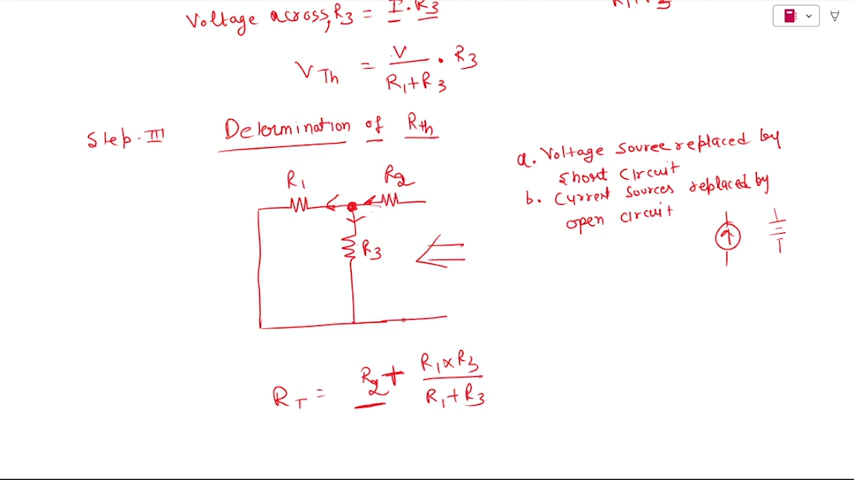 Voltage across, R3 = I · R3
VTh = V / R1+R3 · R3
Step-III Determination of Rth
a. Voltage source replaced by
short circuit
b. Current sources replaced by
open circuit
R1
R2
R3
RT = R2 + R1×R3 / R1+R3